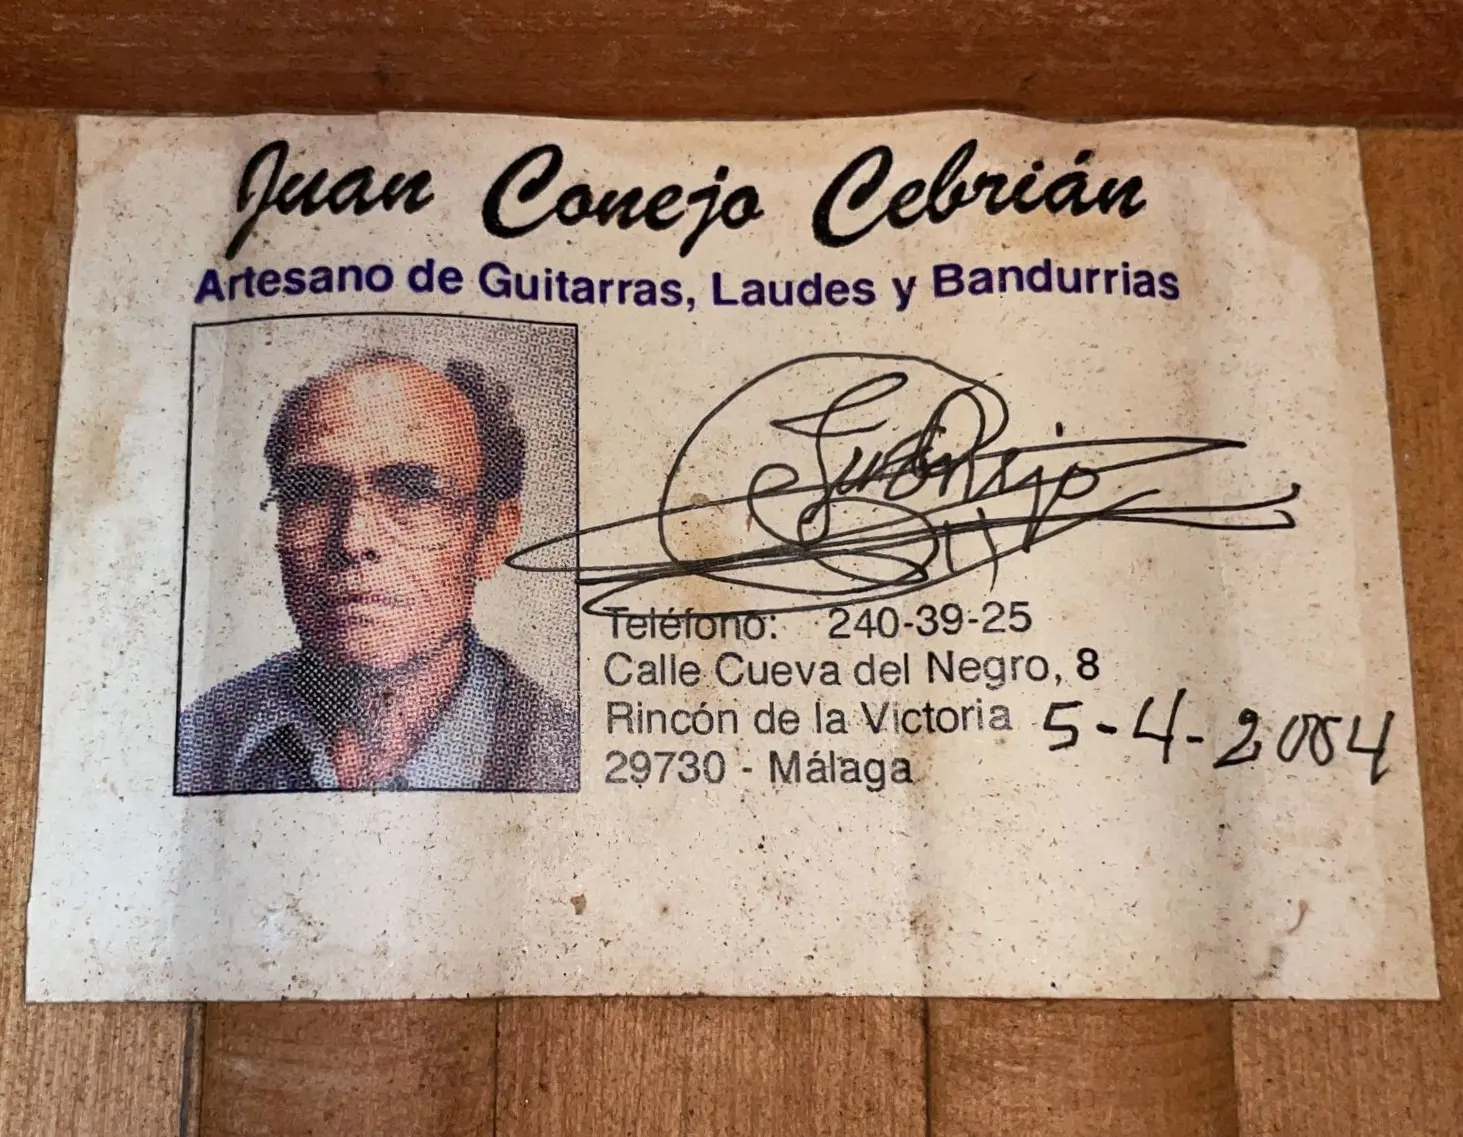 Juan Conejo Cebrián
Artesano de Guitarras, Laudes y Bandurrias
Teléfono: 240-39-25
Calle Cueva del Negro, 8
Rincón de la Victoria 5-4-2004
29730 - Málaga